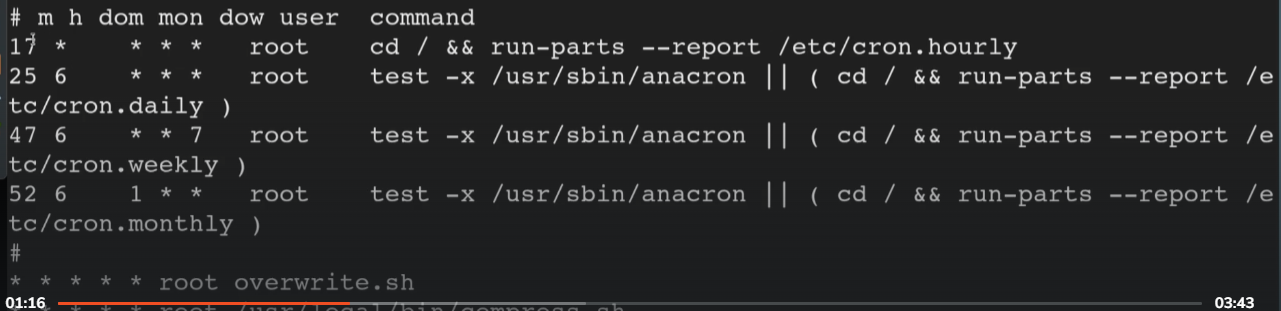 # m h dom mon dow user  command
17 *    * * *   root    cd / && run-parts --report /etc/cron.hourly
25 6    * * *   root    test -x /usr/sbin/anacron || ( cd / && run-parts --report /e
tc/cron.daily )
47 6    * * 7   root    test -x /usr/sbin/anacron || ( cd / && run-parts --report /e
tc/cron.weekly )
52 6    1 * *   root    test -x /usr/sbin/anacron || ( cd / && run-parts --report /e
tc/cron.monthly )
#
* * * * * root overwrite.sh
* * * * * root /usr/local/bin/compress.sh
01:16 03:43